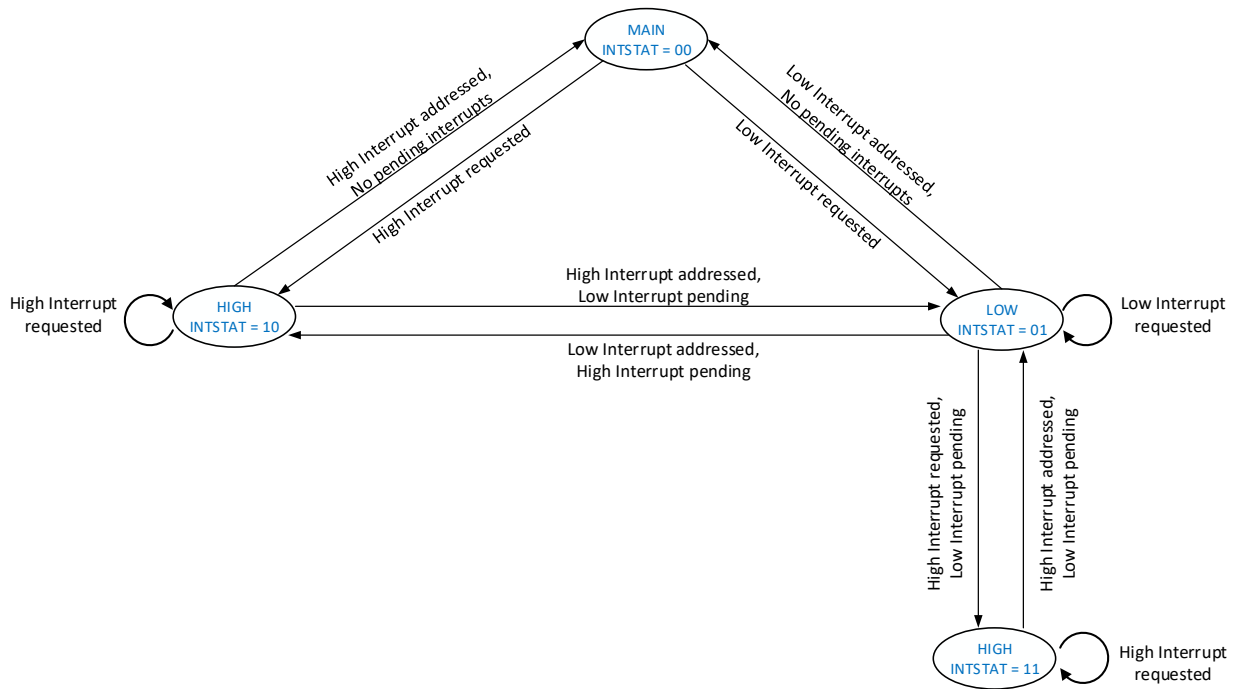 MAIN
INTSTAT = 00
High Interrupt addressed,
No pending interrupts
High Interrupt requested
Low Interrupt requested
Low Interrupt addressed,
No pending interrupts
High Interrupt
requested
HIGH
INTSTAT = 10
High Interrupt addressed,
Low Interrupt pending
Low Interrupt addressed,
High Interrupt pending
LOW
INTSTAT = 01
Low Interrupt
requested
High Interrupt requested,
Low Interrupt pending
High Interrupt addressed,
Low Interrupt pending
HIGH
INTSTAT = 11
High Interrupt
requested